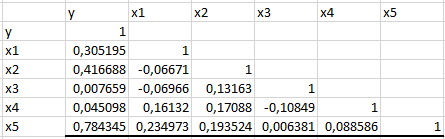 y x1 x2 x3 x4 x5
y 1
x1 0,305195 1
x2 0,416688 -0,06671 1
x3 0,007659 -0,06966 0,13163 1
x4 0,045098 0,16132 0,17088 -0,10849 1
x5 0,784345 0,234973 0,193524 0,006381 0,088586 1